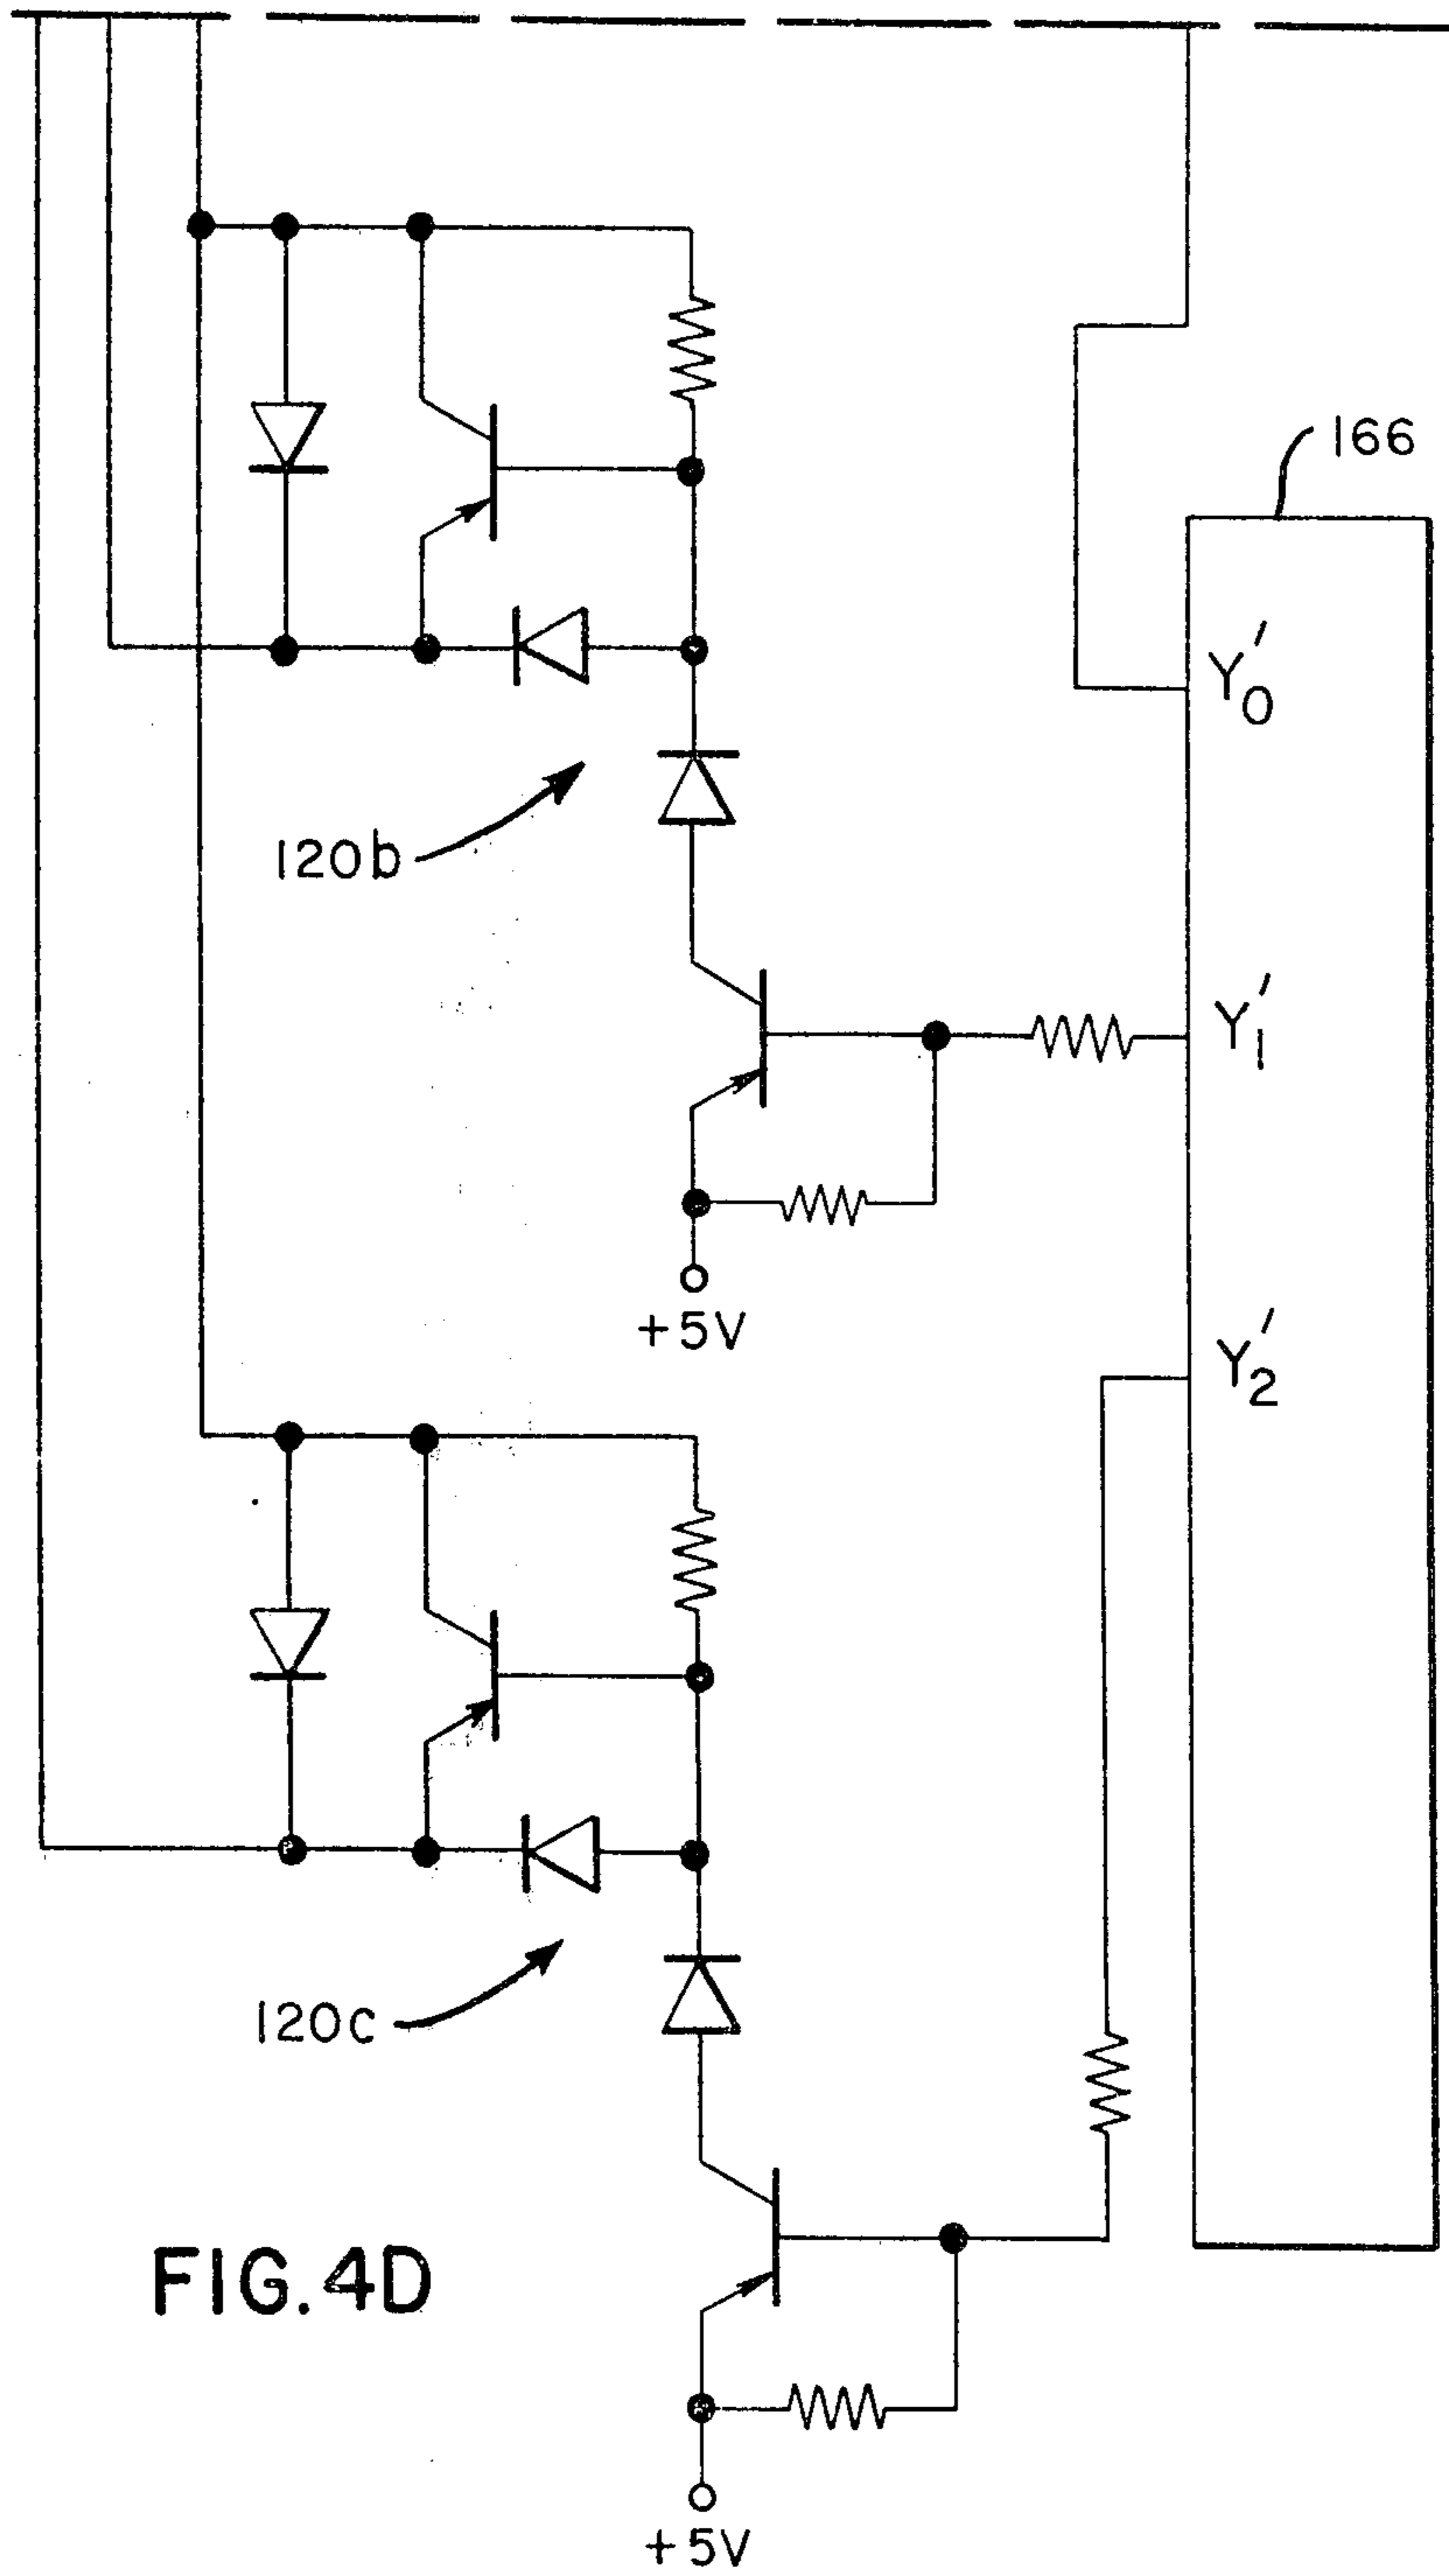 166
Y₀′
120b
Y₁′
+5V
Y₂′
120c
FIG. 4D
+5V